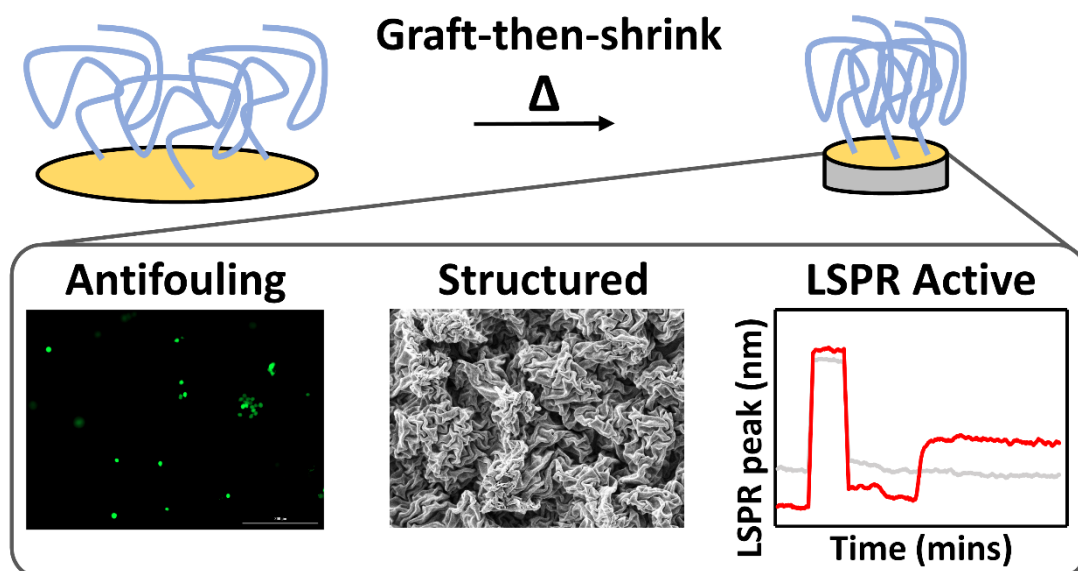 Graft-then-shrink
Δ
Antifouling
Structured
LSPR Active
LSPR peak (nm)
Time (mins)